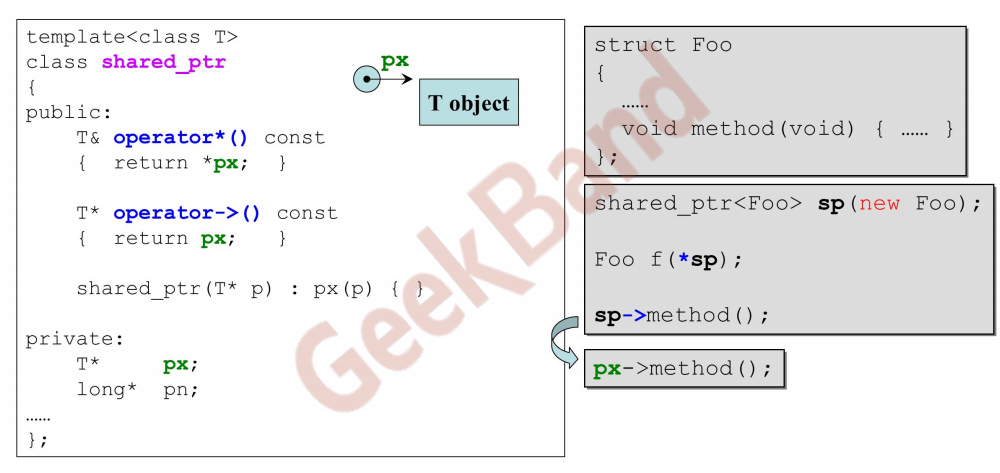 template<class T>
class shared_ptr
{
public:
    T& operator*() const
    {  return *px;  }

    T* operator->() const
    {  return px;   }

    shared_ptr(T* p) : px(p) { }

private:
    T*    px;
    long*  pn;
……
};
px
T object
struct Foo
{
  ……
  void method(void) { …… }
};
shared_ptr<Foo> sp(new Foo);

Foo f(*sp);

sp->method();
px->method();
GeekBand